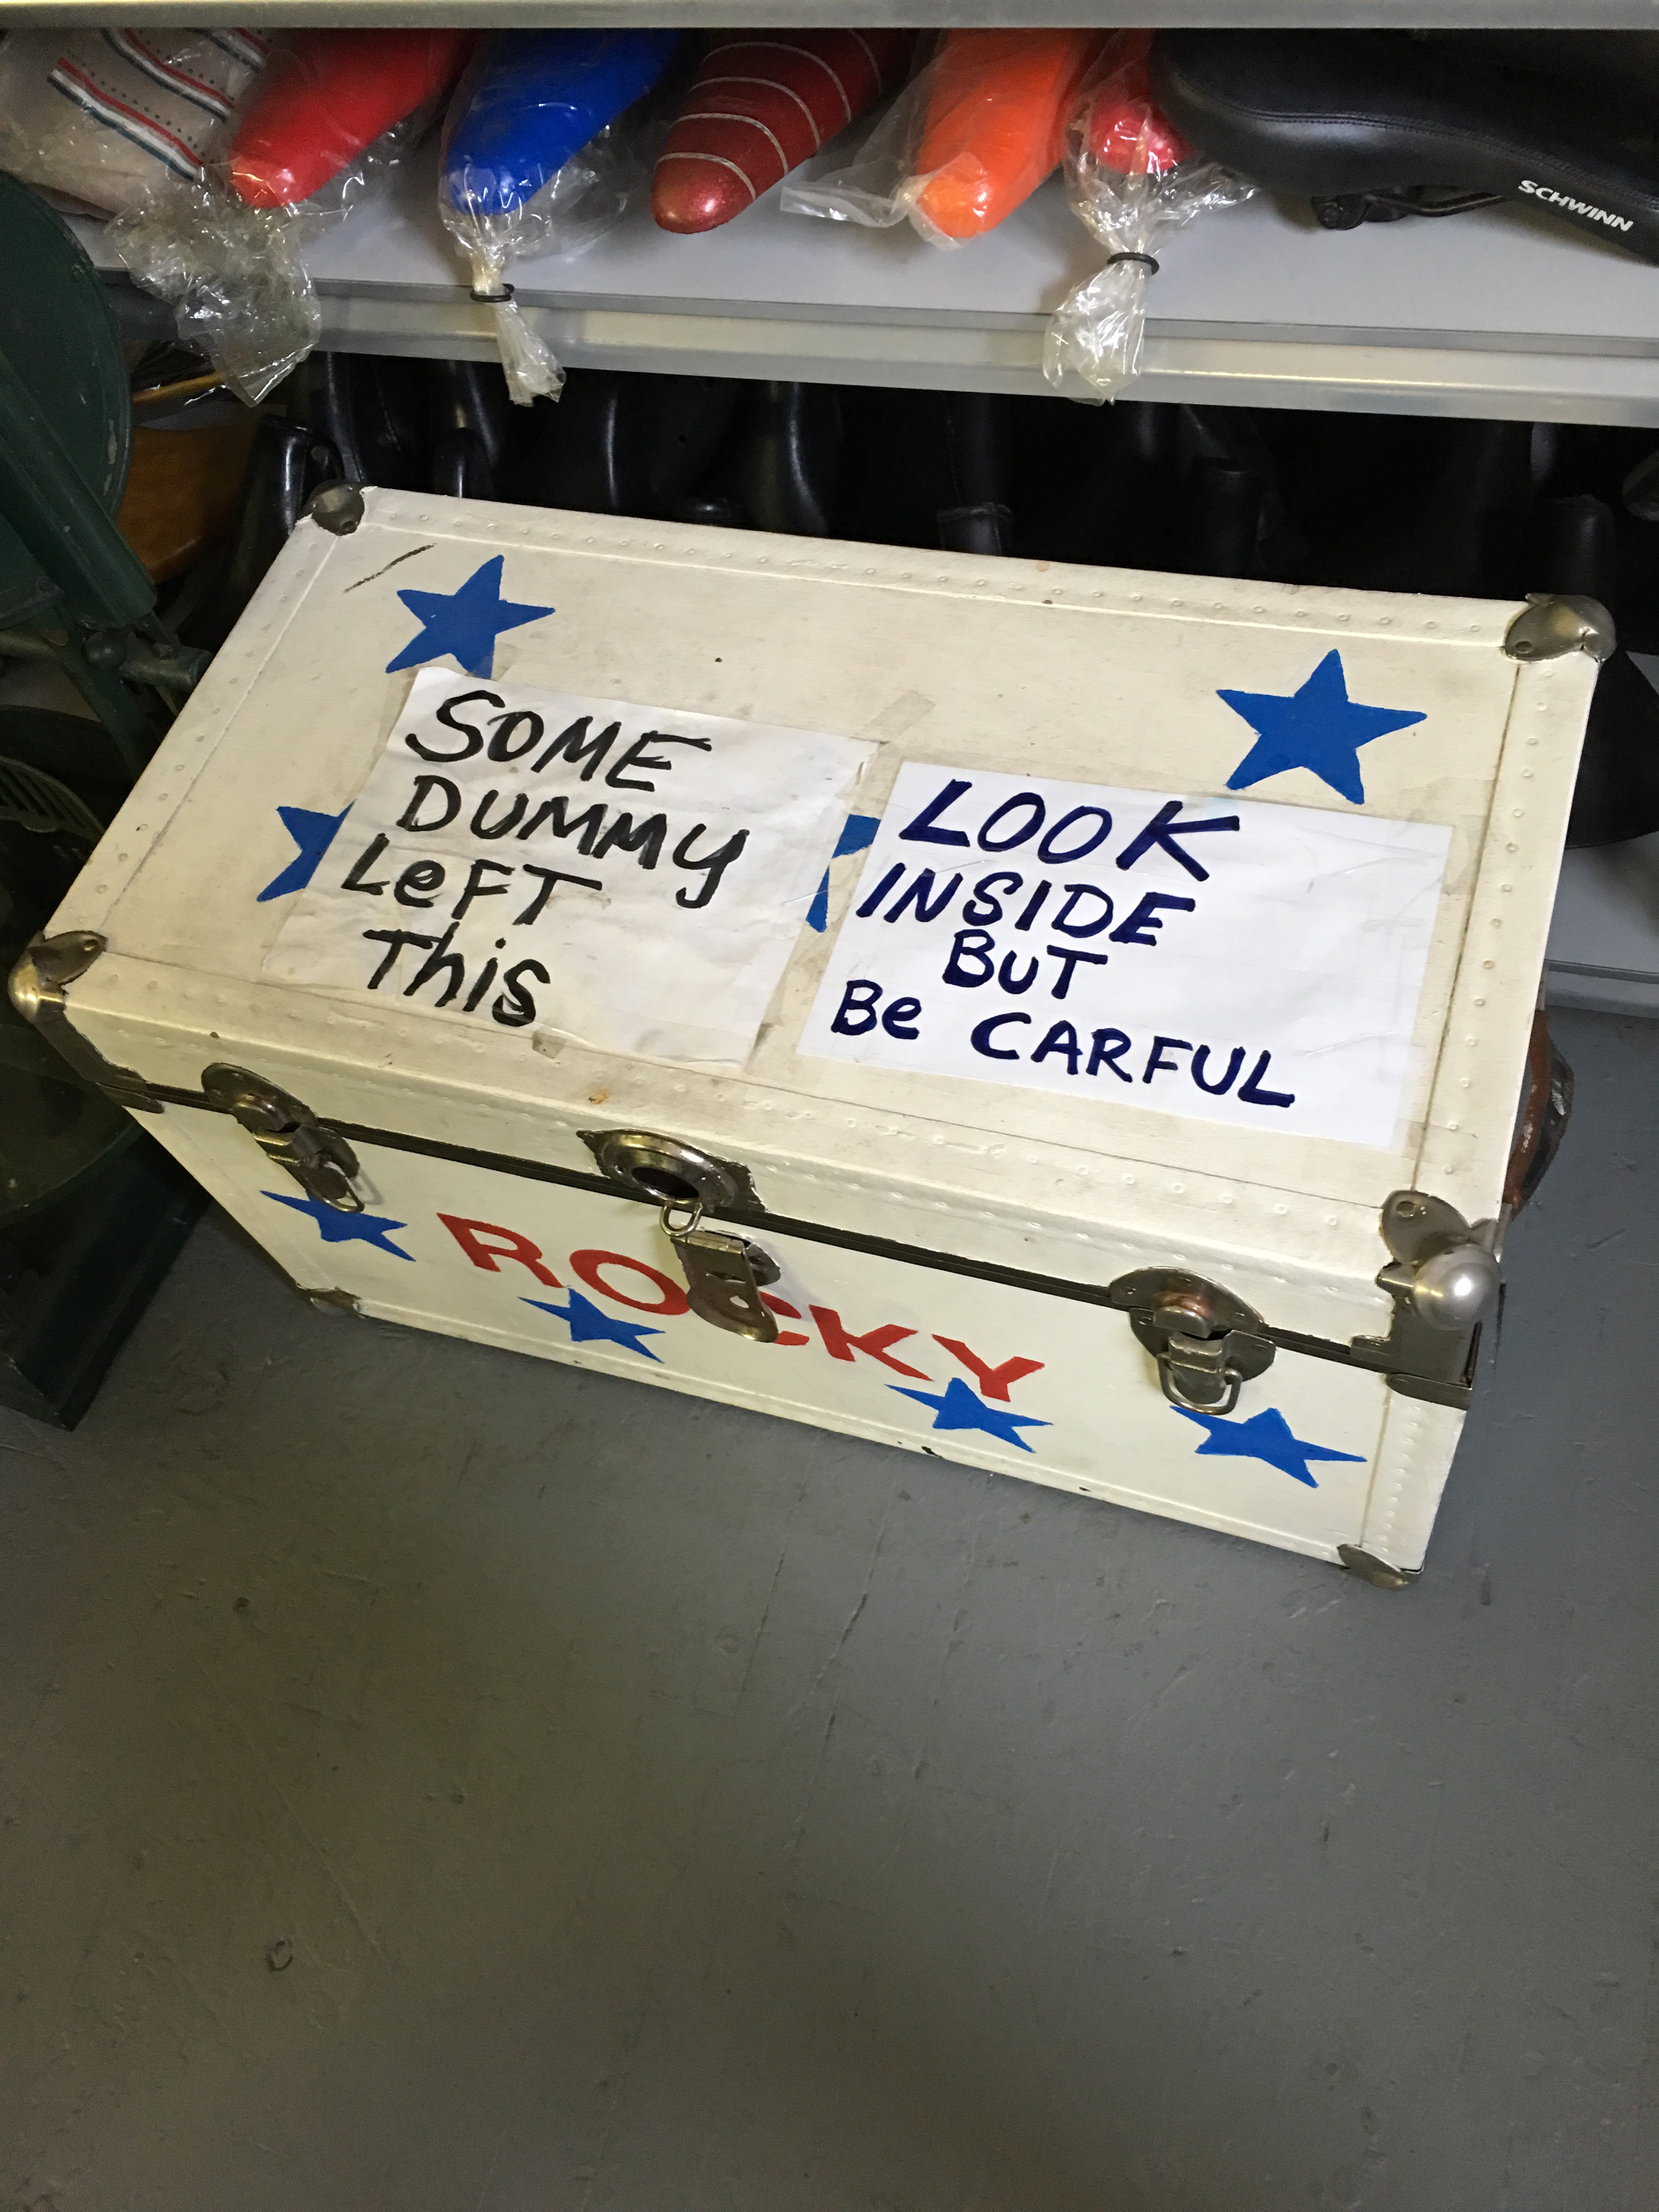 SCHWINN
SOME
DUMMY
LeFT
This
LOOK
INSIDE
BUT
Be CARFUL
ROCKY